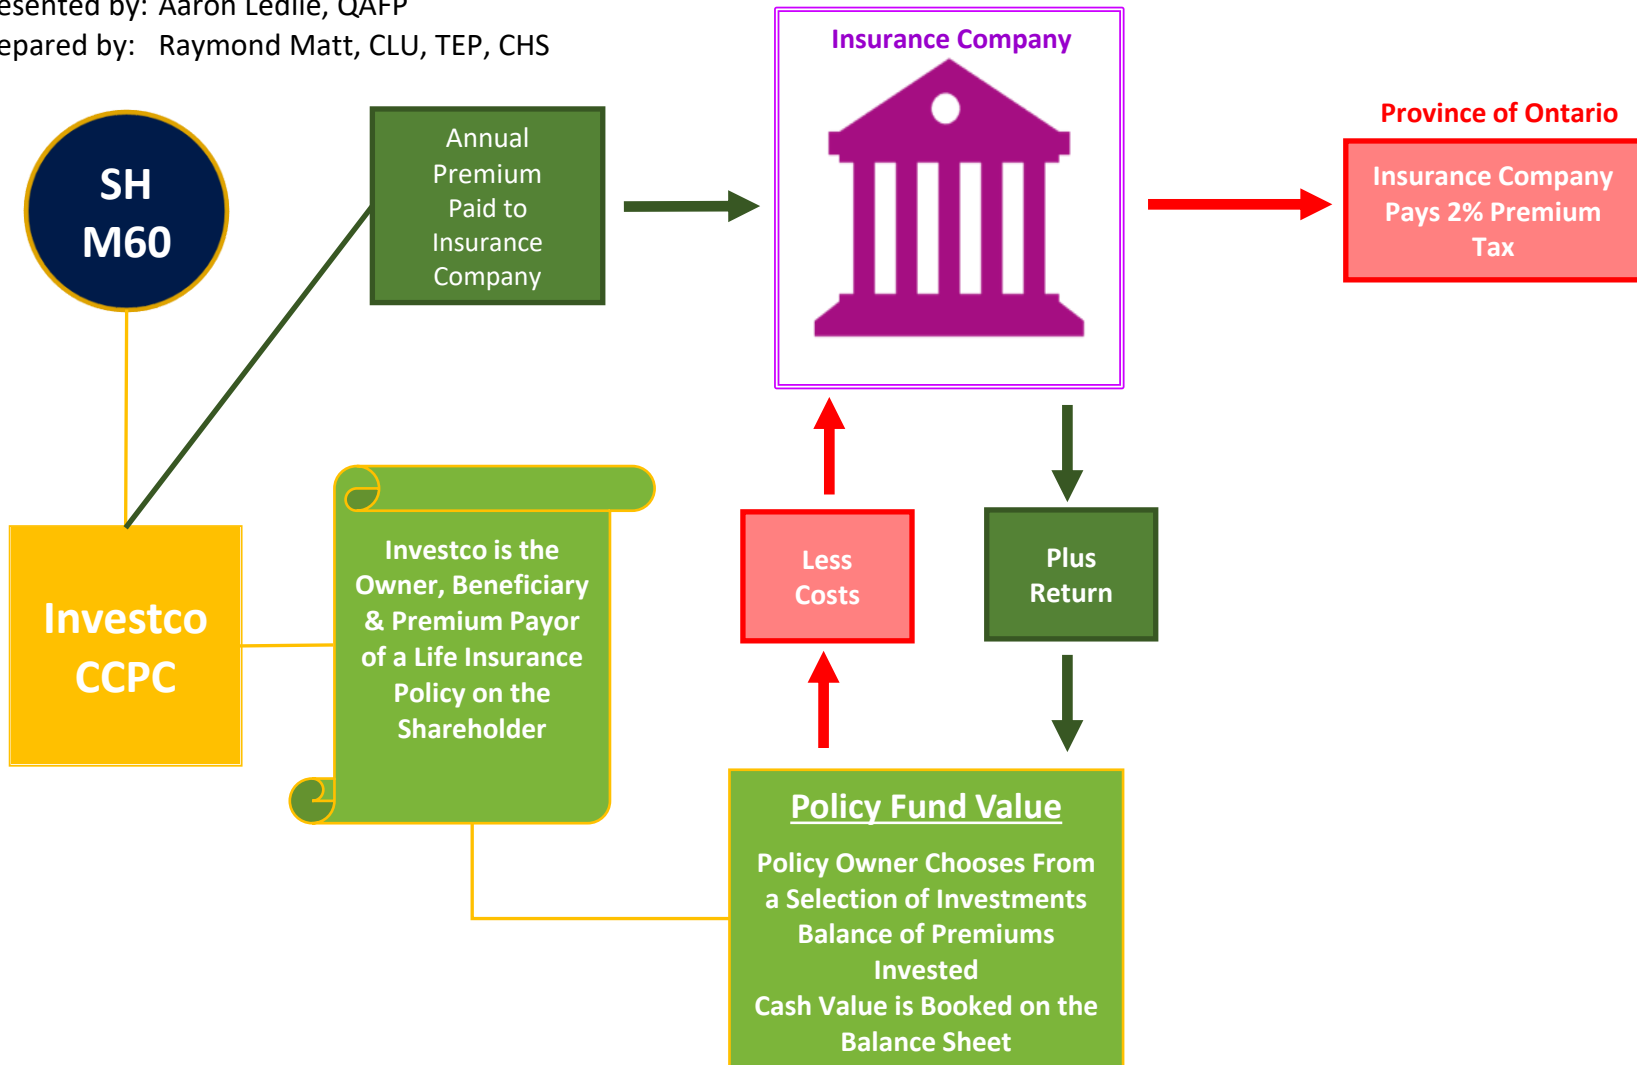 esented by: Aaron Ledlie, QAFP
epared by: Raymond Matt, CLU, TEP, CHS
Insurance Company
Province of Ontario
SH
M60
Annual
Premium
Paid to
Insurance
Company
Insurance Company
Pays 2% Premium
Tax
Investco
CCPC
Investco is the
Owner, Beneficiary
& Premium Payor
of a Life Insurance
Policy on the
Shareholder
Less
Costs
Plus
Return
Policy Fund Value
Policy Owner Chooses From
a Selection of Investments
Balance of Premiums
Invested
Cash Value is Booked on the
Balance Sheet